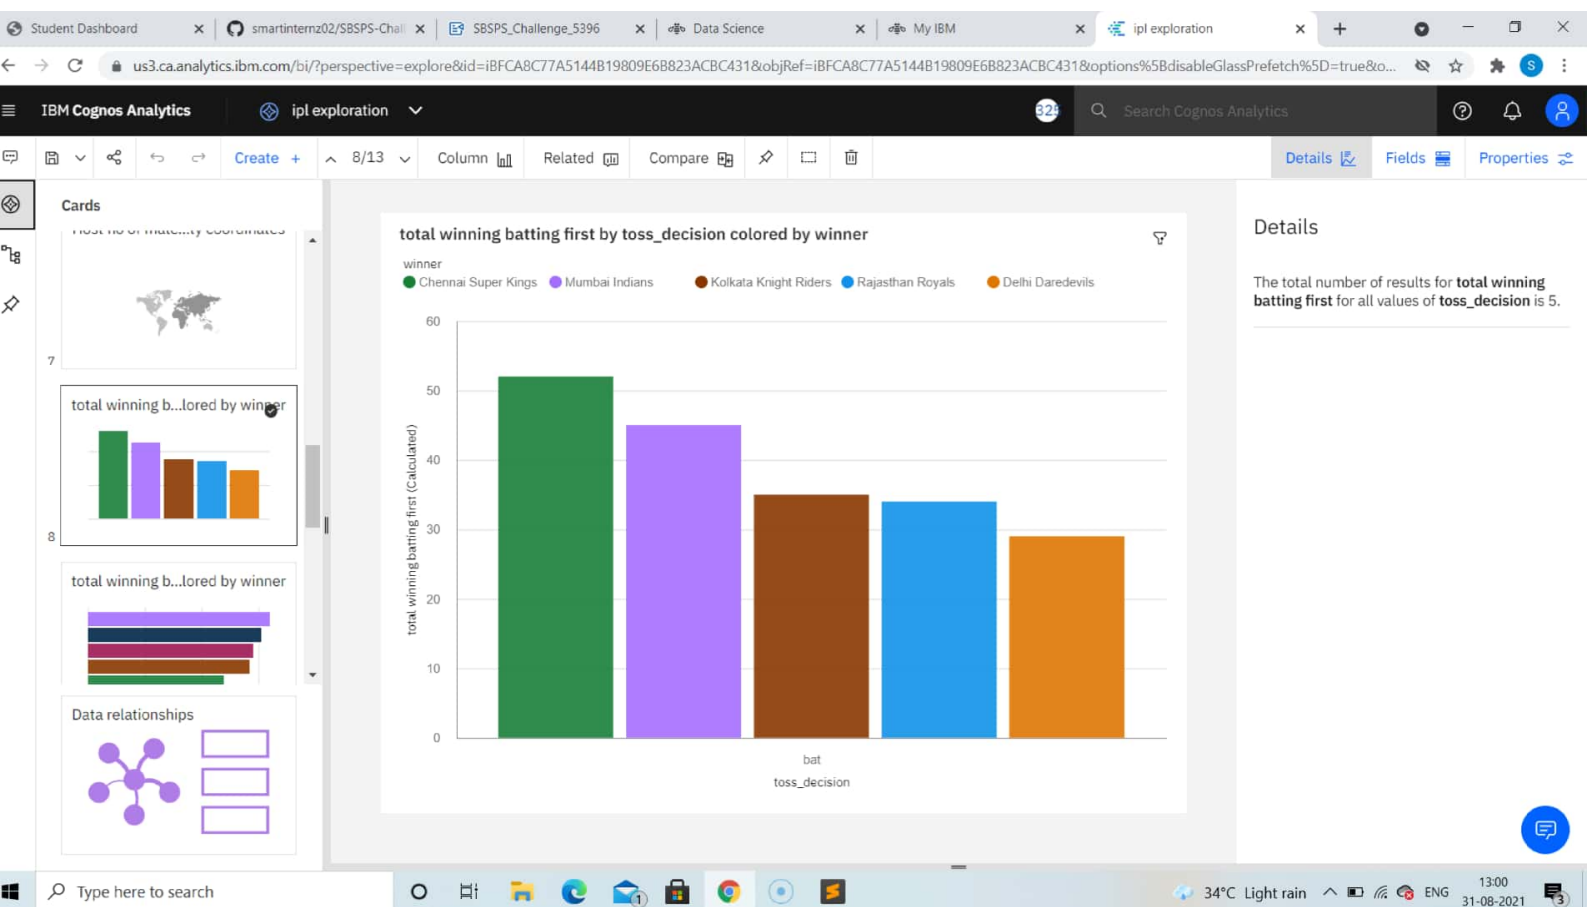 Student Dashboard
smartinternz02/SBSPS-Chall
SBSPS_Challenge_5396
Data Science
My IBM
ipl exploration
us3.ca.analytics.ibm.com/bi/?perspective=explore&id=iBFCA8C77A5144B19809E6B823ACBC431&objRef=iBFCA8C77A5144B19809E6B823ACBC431&options%5BdisableGlassPrefetch%5D=true&o...
S
IBM Cognos Analytics
ipl exploration
325
Search Cognos Analytics
Create +
8/13
Column
Related
Compare
Details
Fields
Properties
Cards
7
total winning b...lored by winner
8
total winning b...lored by winner
Data relationships
total winning batting first by toss_decision colored by winner
winner
Chennai Super Kings
Mumbai Indians
Kolkata Knight Riders
Rajasthan Royals
Delhi Daredevils
60
50
40
30
20
10
0
total winning batting first (Calculated)
bat
toss_decision
Details
The total number of results for total winning
batting first for all values of toss_decision is 5.
Type here to search
1
34°C Light rain
ENG
13:00
31-08-2021
3